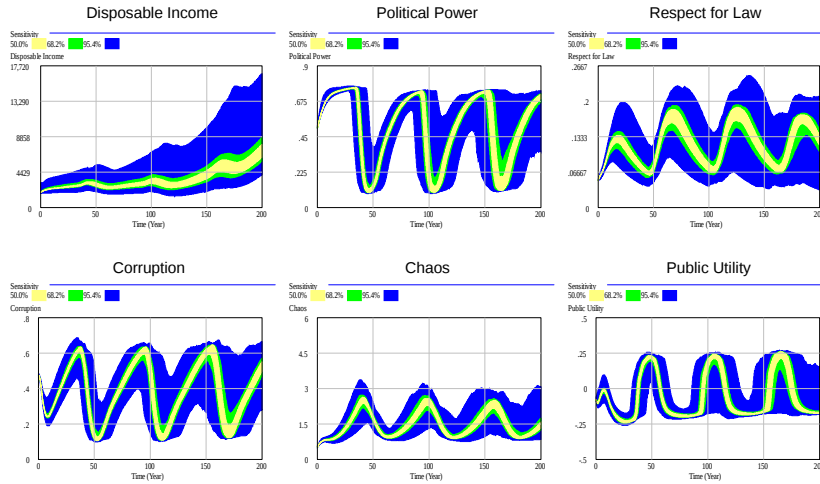 Disposable Income
Political Power
Respect for Law
Sensitivity
50.0% 68.2% 95.4%
Disposable Income
17,720
13,290
8858
4429
0
0 50 100 150 200
Time (Year)
Sensitivity
50.0% 68.2% 95.4%
Political Power
.9
.675
.45
.225
0
0 50 100 150 200
Time (Year)
Sensitivity
50.0% 68.2% 95.4%
Respect for Law
.2667
.2
.1333
.06667
0
0 50 100 150 200
Time (Year)
Corruption
Chaos
Public Utility
Sensitivity
50.0% 68.2% 95.4%
Corruption
.8
.6
.4
.2
0
0 50 100 150 200
Time (Year)
Sensitivity
50.0% 68.2% 95.4%
Chaos
6
4.5
3
1.5
0
0 50 100 150 200
Time (Year)
Sensitivity
50.0% 68.2% 95.4%
Public Utility
.5
.25
0
-.25
-.5
0 50 100 150 200
Time (Year)